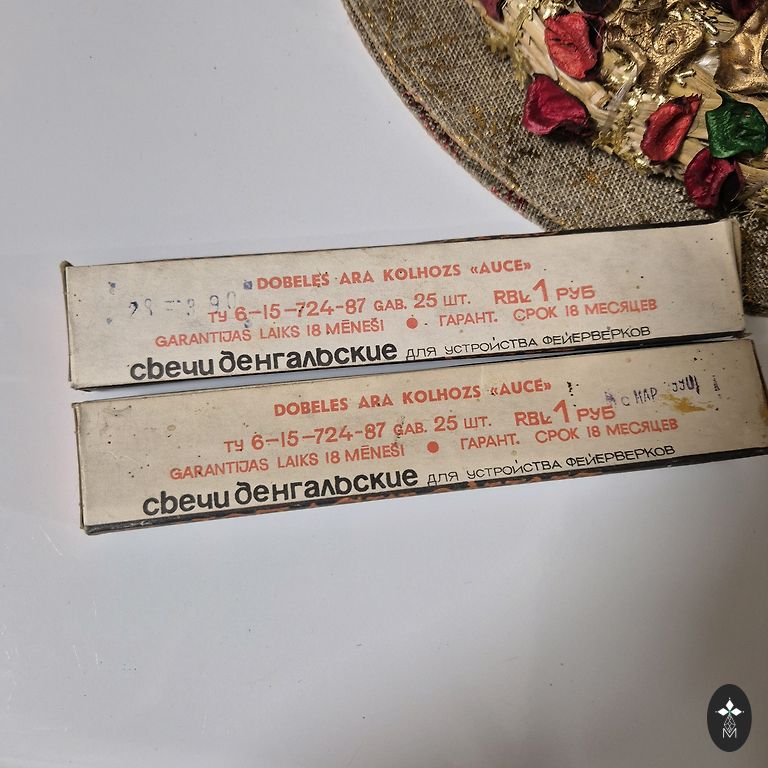 DOBELES ARA KOLHOZS «AUCE»
ТУ 6-15-724-87 GAB. 25 ШТ. RBL. 1 РУБ
GARANTIJAS LAIKS 18 MĒNEŠI • ГАРАНТ. СРОК 18 МЕСЯЦЕВ
свечи бенгальские для устройства фейерверков
DOBELES ARA KOLHOZS «AUCE»
ТУ 6-15-724-87 GAB. 25 ШТ. RBL. 1 РУБ
GARANTIJAS LAIKS 18 MĒNEŠI • ГАРАНТ. СРОК 18 МЕСЯЦЕВ
свечи бенгальские для устройства фейерверков